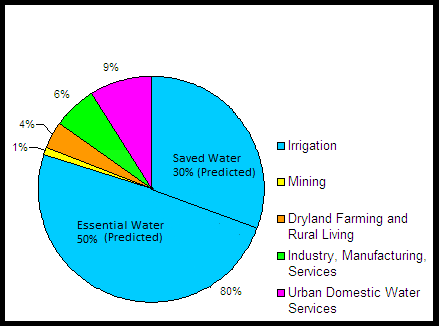 9%
6%
4%
1%
Saved Water
30% (Predicted)
Essential Water
50% (Predicted)
80%
Irrigation
Mining
Dryland Farming and
Rural Living
Industry, Manufacturing,
Services
Urban Domestic Water
Services